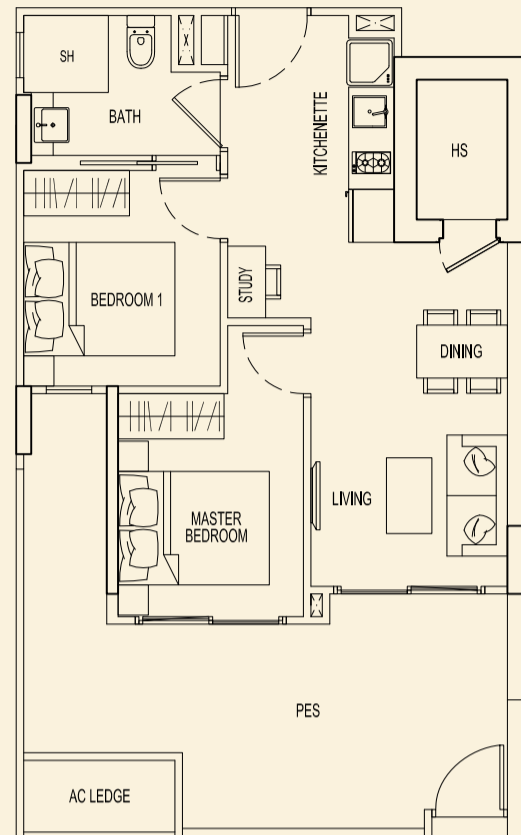 SH
BATH
KITCHENETTE
HS
BEDROOM 1
STUDY
DINING
LIVING
MASTER
BEDROOM
PES
AC LEDGE